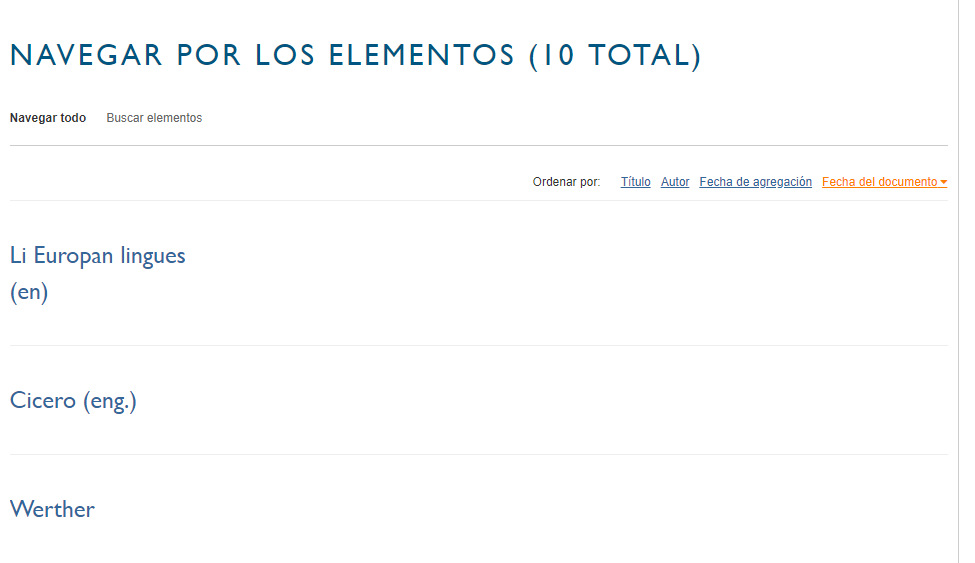 NAVEGAR POR LOS ELEMENTOS (10 TOTAL)
Navegar todo Buscar elementos
Ordenar por: Título Autor Fecha de agregación Fecha del documento
Li Europan lingues
(en)
Cicero (eng.)
Werther